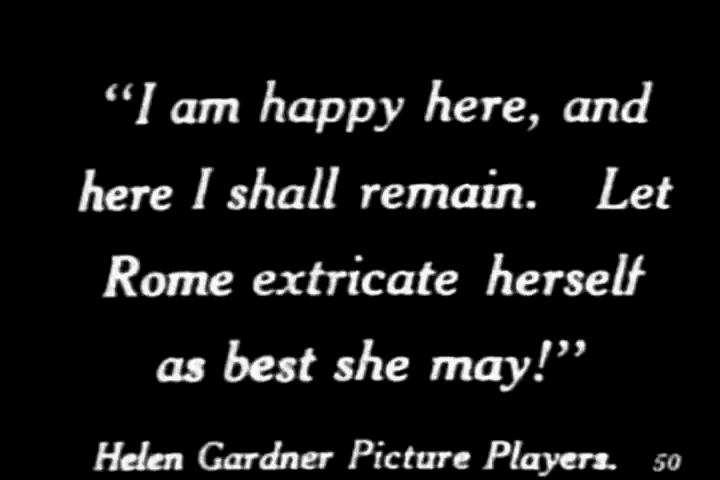 “I am happy here, and
here I shall remain. Let
Rome extricate herself
as best she may!”
Helen Gardner Picture Players. 50